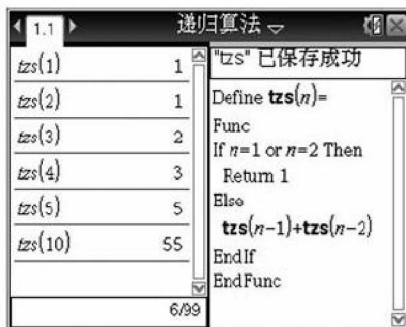 1.1
递归算法
tzs(1) 1
tzs(2) 1
tzs(3) 2
tzs(4) 3
tzs(5) 5
tzs(10) 55
6/99
"tzs" 已保存成功
Define tzs(n)=
Func
If n=1 or n=2 Then
Return 1
Else
tzs(n-1)+tzs(n-2)
EndIf
EndFunc